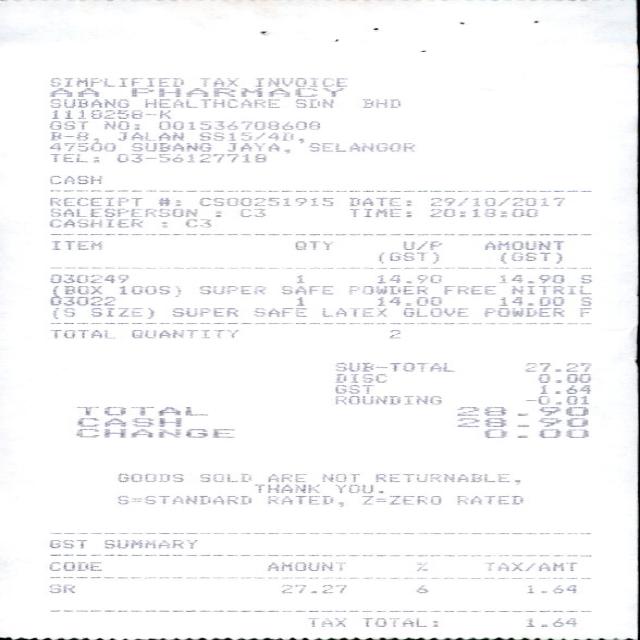 SIMPLIFIED TAX INVOICE
AA PHARMACY
SUBANG HEALTHCARE SDN BHD
1118258-K
GST NO: 001536708608
B-8, JALAN SS15/4D,
47500 SUBANG JAYA, SELANGOR
TEL: 03-56127718
CASH
RECEIPT #: CS00251915 DATE: 29/10/2017
SALESPERSON : C3 TIME: 20:18:00
CASHIER : C3
ITEM QTY U/P AMOUNT
(GST) (GST)
030249 1 14.90 14.90 S
(BOX 100S) SUPER SAFE POWDER FREE NITRIL
03022 1 14.00 14.00 S
(S SIZE) SUPER SAFE LATEX GLOVE POWDER F
TOTAL QUANTITY 2
SUB-TOTAL 27.27
DISC 0.00
GST 1.64
ROUNDING -0.01
TOTAL 28.90
CASH 28.90
CHANGE 0.00
GOODS SOLD ARE NOT RETURNABLE,
THANK YOU.
S=STANDARD RATED, Z=ZERO RATED
GST SUMMARY
CODE AMOUNT % TAX/AMT
SR 27.27 6 1.64
TAX TOTAL: 1.64